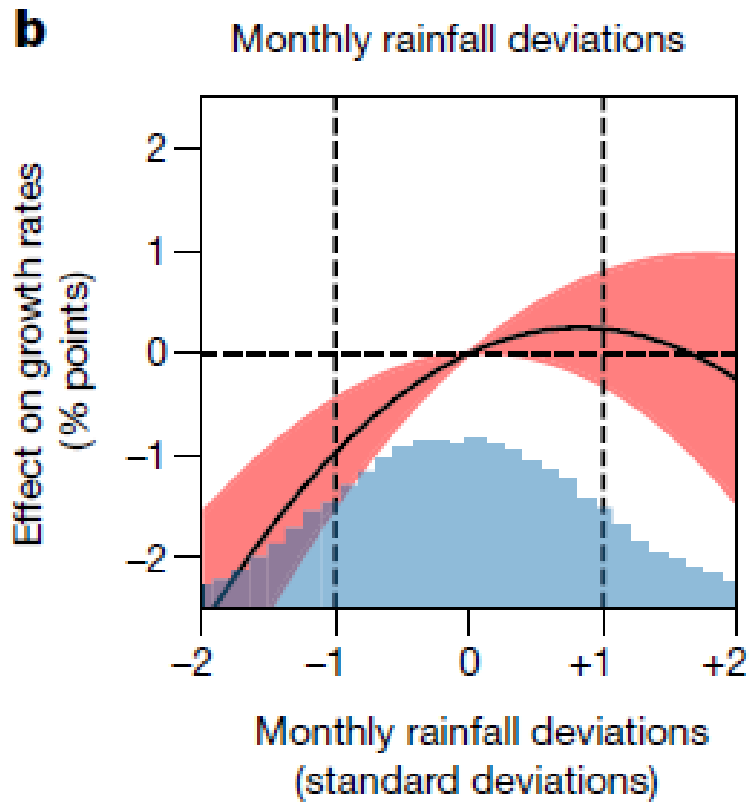 b
Monthly rainfall deviations
Effect on growth rates
(% points)
2
1
0
−1
−2
−2 −1 0 +1 +2
Monthly rainfall deviations
(standard deviations)